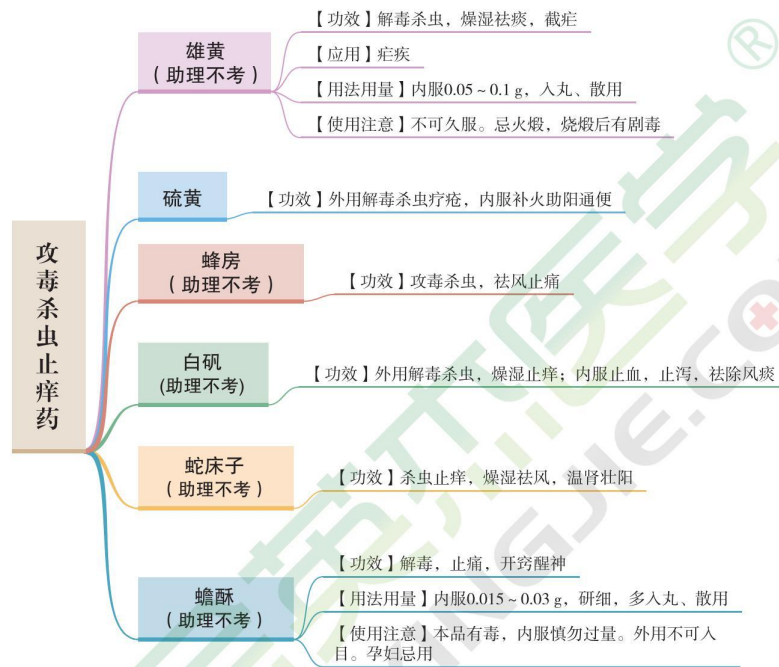 攻毒杀虫止痒药
雄黄
（助理不考）
【功效】解毒杀虫，燥湿祛痰，截疟
【应用】疟疾
【用法用量】内服0.05～0.1 g，入丸、散用
【使用注意】不可久服。忌火煅，烧煅后有剧毒
硫黄
【功效】外用解毒杀虫疗疮，内服补火助阳通便
蜂房
（助理不考）
【功效】攻毒杀虫，祛风止痛
白矾
(助理不考)
【功效】外用解毒杀虫，燥湿止痒；内服止血，止泻，祛除风痰
蛇床子
（助理不考）
【功效】杀虫止痒，燥湿祛风，温肾壮阳
蟾酥
（助理不考）
【功效】解毒，止痛，开窍醒神
【用法用量】内服0.015～0.03 g，研细，多入丸、散用
【使用注意】本品有毒，内服慎勿过量。外用不可入
目。孕妇忌用
®